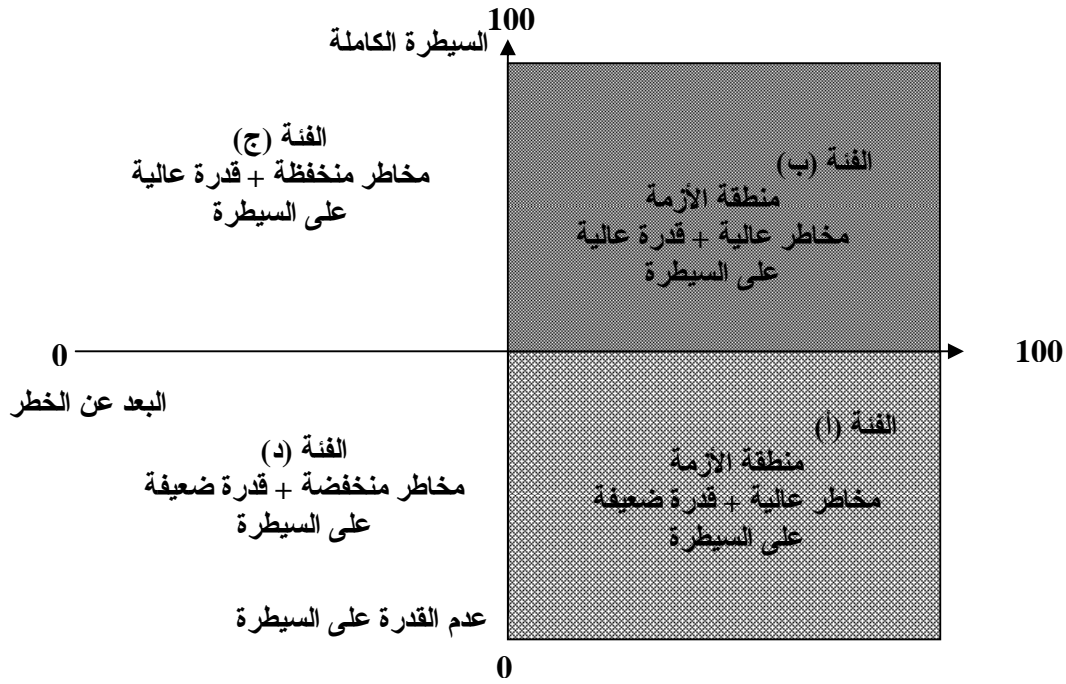 100
السيطرة الكاملة
الفئة (ب)
منطقة الأزمة
مخاطر عالية + قدرة عالية
على السيطرة
الفئة (ج)
مخاطر منخفظة + قدرة عالية
على السيطرة
100
0
البعد عن الخطر
الفئة (أ)
منطقة الأزمة
مخاطر عالية + قدرة ضعيفة
على السيطرة
الفئة (د)
مخاطر منخفضة + قدرة ضعيفة
على السيطرة
عدم القدرة على السيطرة
0